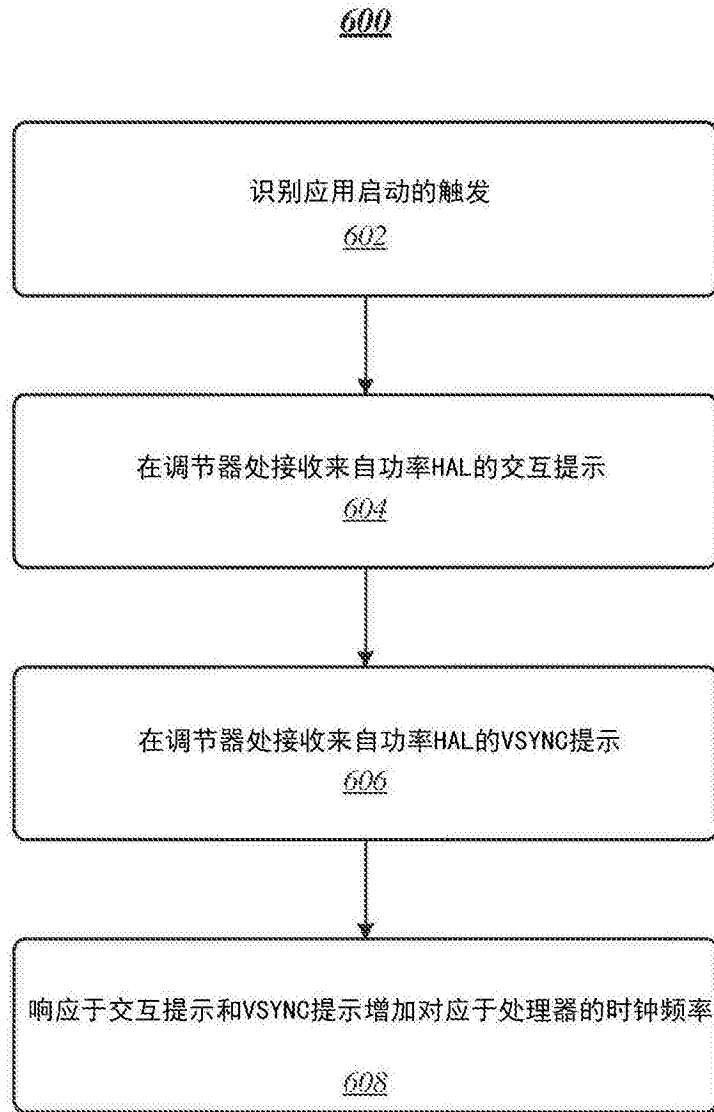 600
识别应用启动的触发
602
在调节器处接收来自功率HAL的交互提示
604
在调节器处接收来自功率HAL的VSYNC提示
606
响应于交互提示和VSYNC提示增加对应于处理器的时钟频率
608